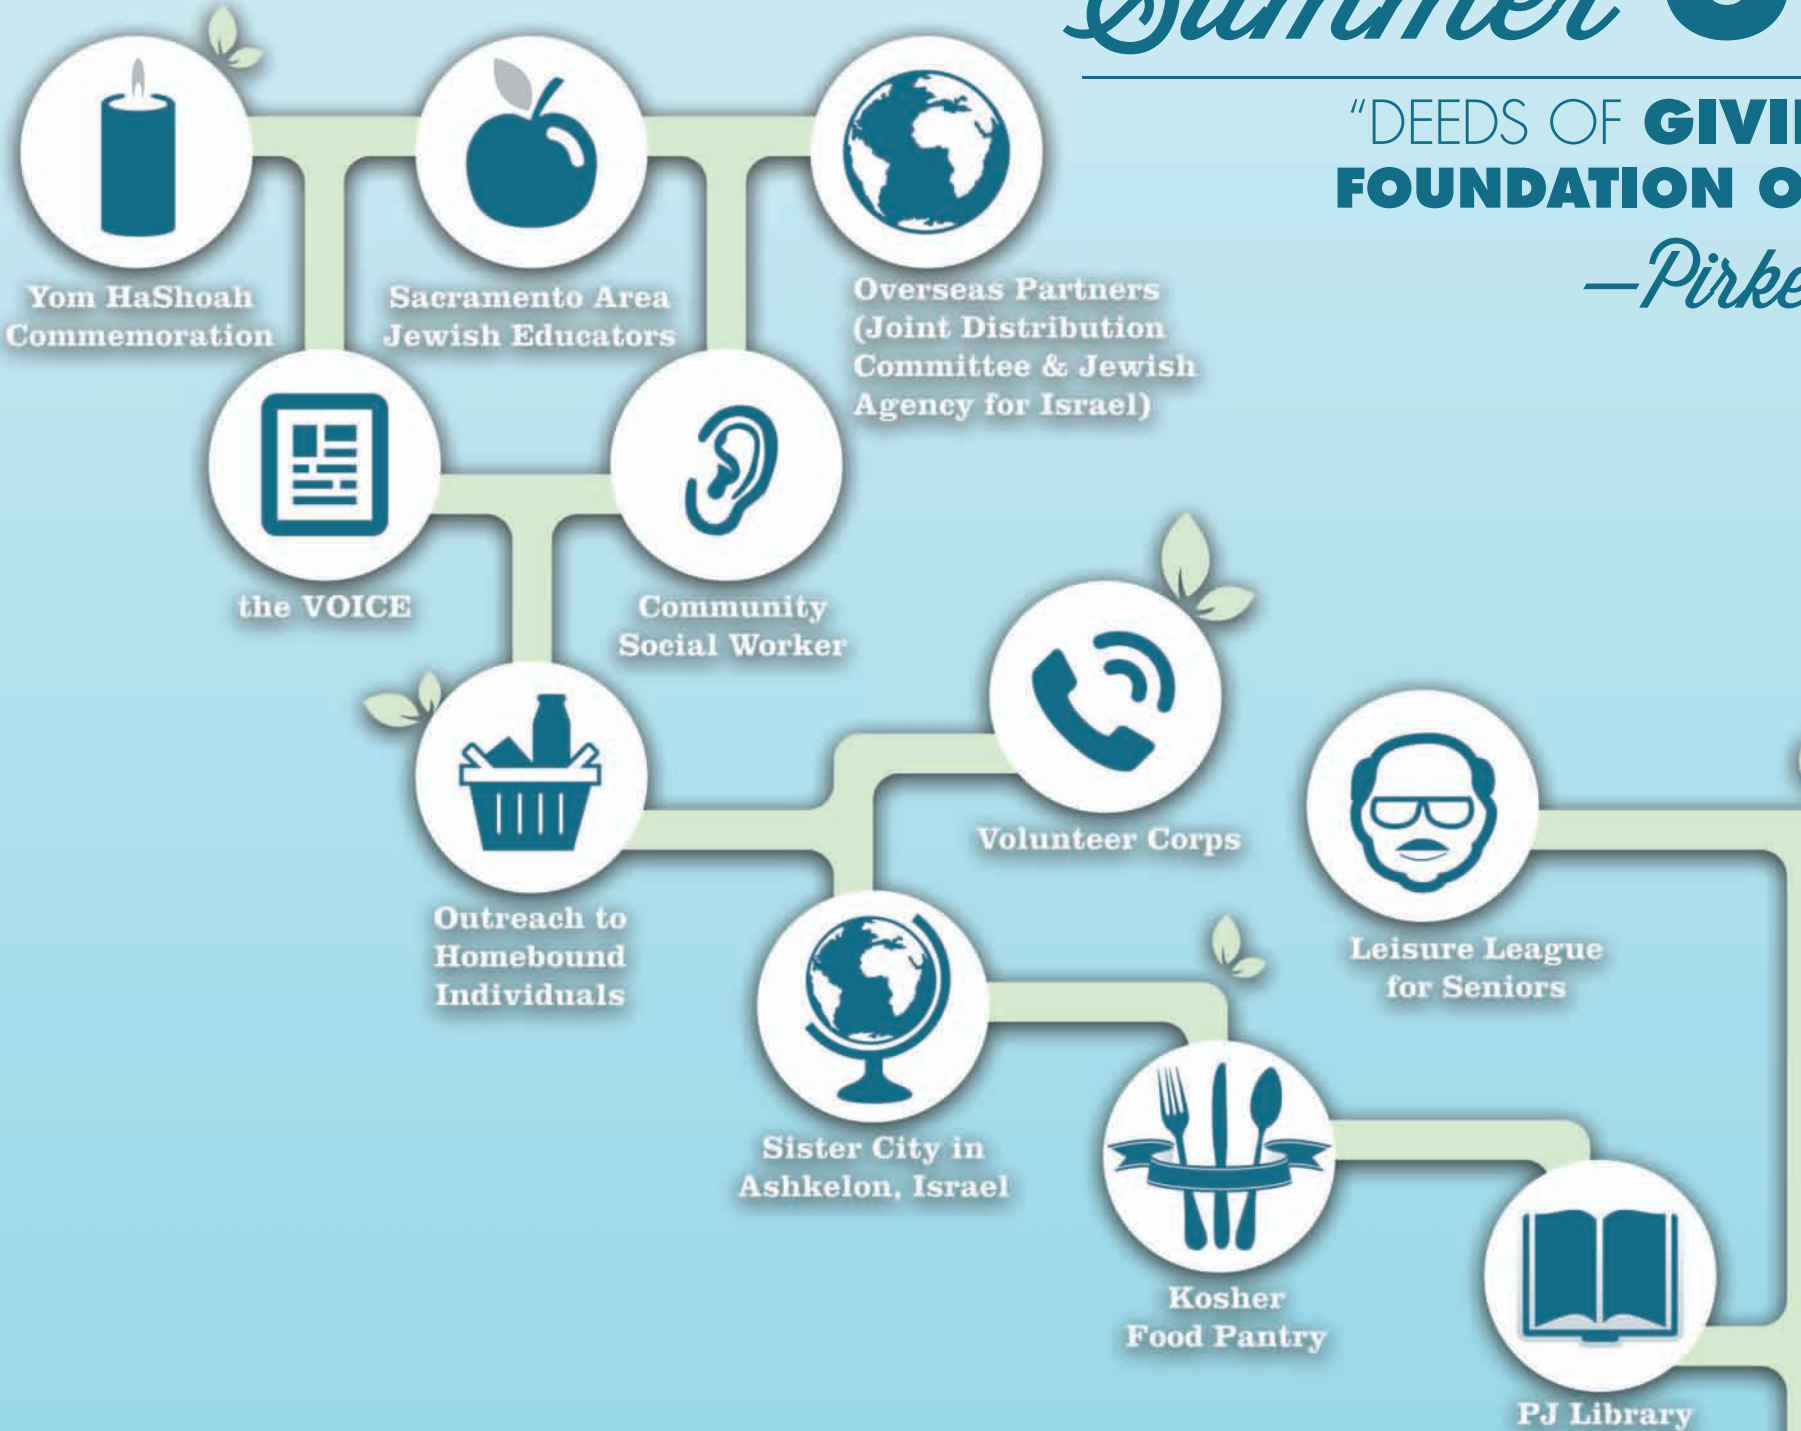 Summer
“DEEDS OF
FOUNDATION
Yom HaShoah
Commemoration
Sacramento Area
Jewish Educators
Overseas Partners
(Joint Distribution
Committee & Jewish
Agency for Israel)
the VOICE
Community
Social Worker
Volunteer Corps
Leisure League
for Seniors
Outreach to
Homebound
Individuals
Sister City in
Ashkelon, Israel
Kosher
Food Pantry
PJ Library